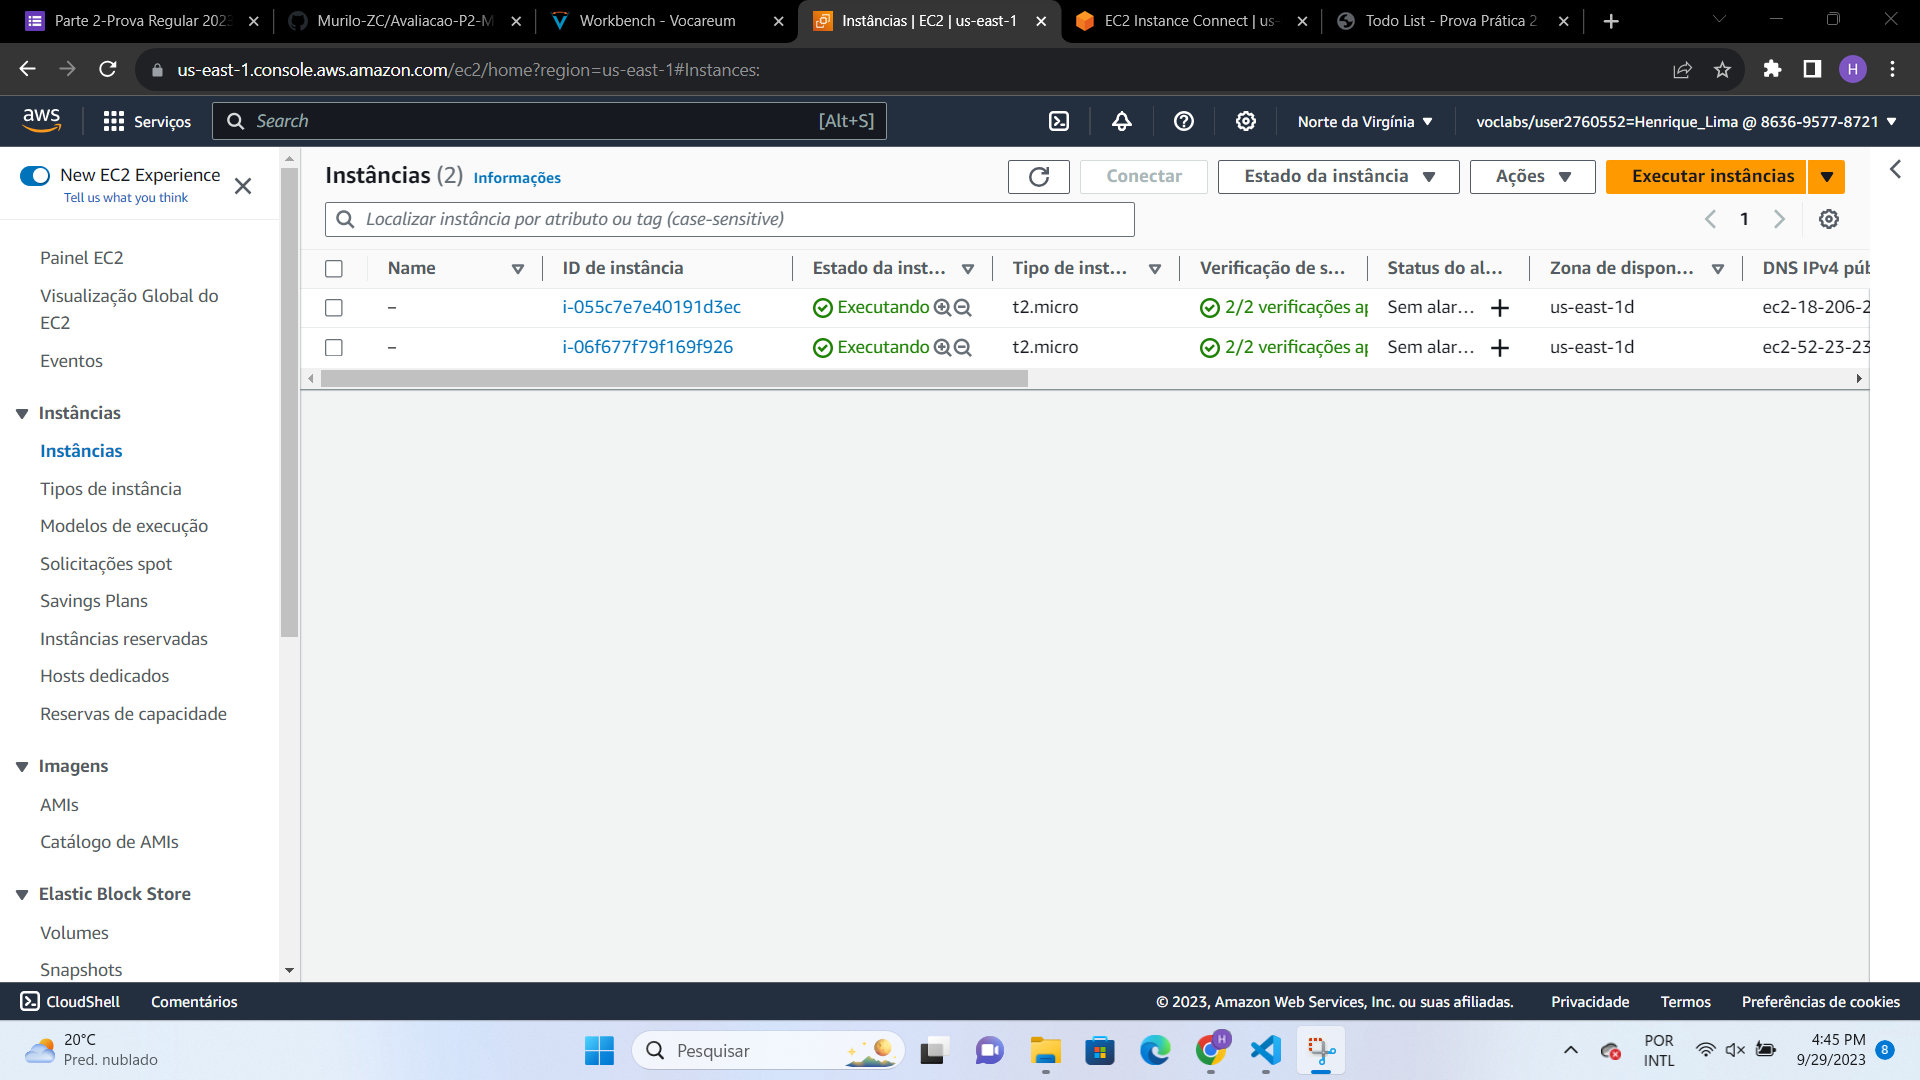 Parte 2-Prova Regular 2023
Murilo-ZC/Avaliacao-P2-M
Workbench - Vocareum
Instâncias | EC2 | us-east-1
EC2 Instance Connect | us-
Todo List - Prova Prática 2
us-east-1.console.aws.amazon.com/ec2/home?region=us-east-1#Instances:
H
aws
Serviços
Search
[Alt+S]
Norte da Virgínia
voclabs/user2760552=Henrique_Lima @ 8636-9577-8721
New EC2 Experience
Tell us what you think
Painel EC2
Visualização Global do
EC2
Eventos
Instâncias
Instâncias
Tipos de instância
Modelos de execução
Solicitações spot
Savings Plans
Instâncias reservadas
Hosts dedicados
Reservas de capacidade
Imagens
AMIs
Catálogo de AMIs
Elastic Block Store
Volumes
Snapshots
Instâncias (2) Informações
Conectar
Estado da instância
Ações
Executar instâncias
Localizar instância por atributo ou tag (case-sensitive)
1
Name ID de instância Estado da inst... Tipo de inst... Verificação de s... Status do al... Zona de dispon... DNS IPv4 púb
– i-055c7e7e40191d3ec Executando t2.micro 2/2 verificações ap Sem alar... us-east-1d ec2-18-206-2
– i-06f677f79f169f926 Executando t2.micro 2/2 verificações ap Sem alar... us-east-1d ec2-52-23-23
CloudShell
Comentários
© 2023, Amazon Web Services, Inc. ou suas afiliadas.
Privacidade
Termos
Preferências de cookies
20°C
Pred. nublado
Pesquisar
H
POR
INTL
4:45 PM
9/29/2023
8